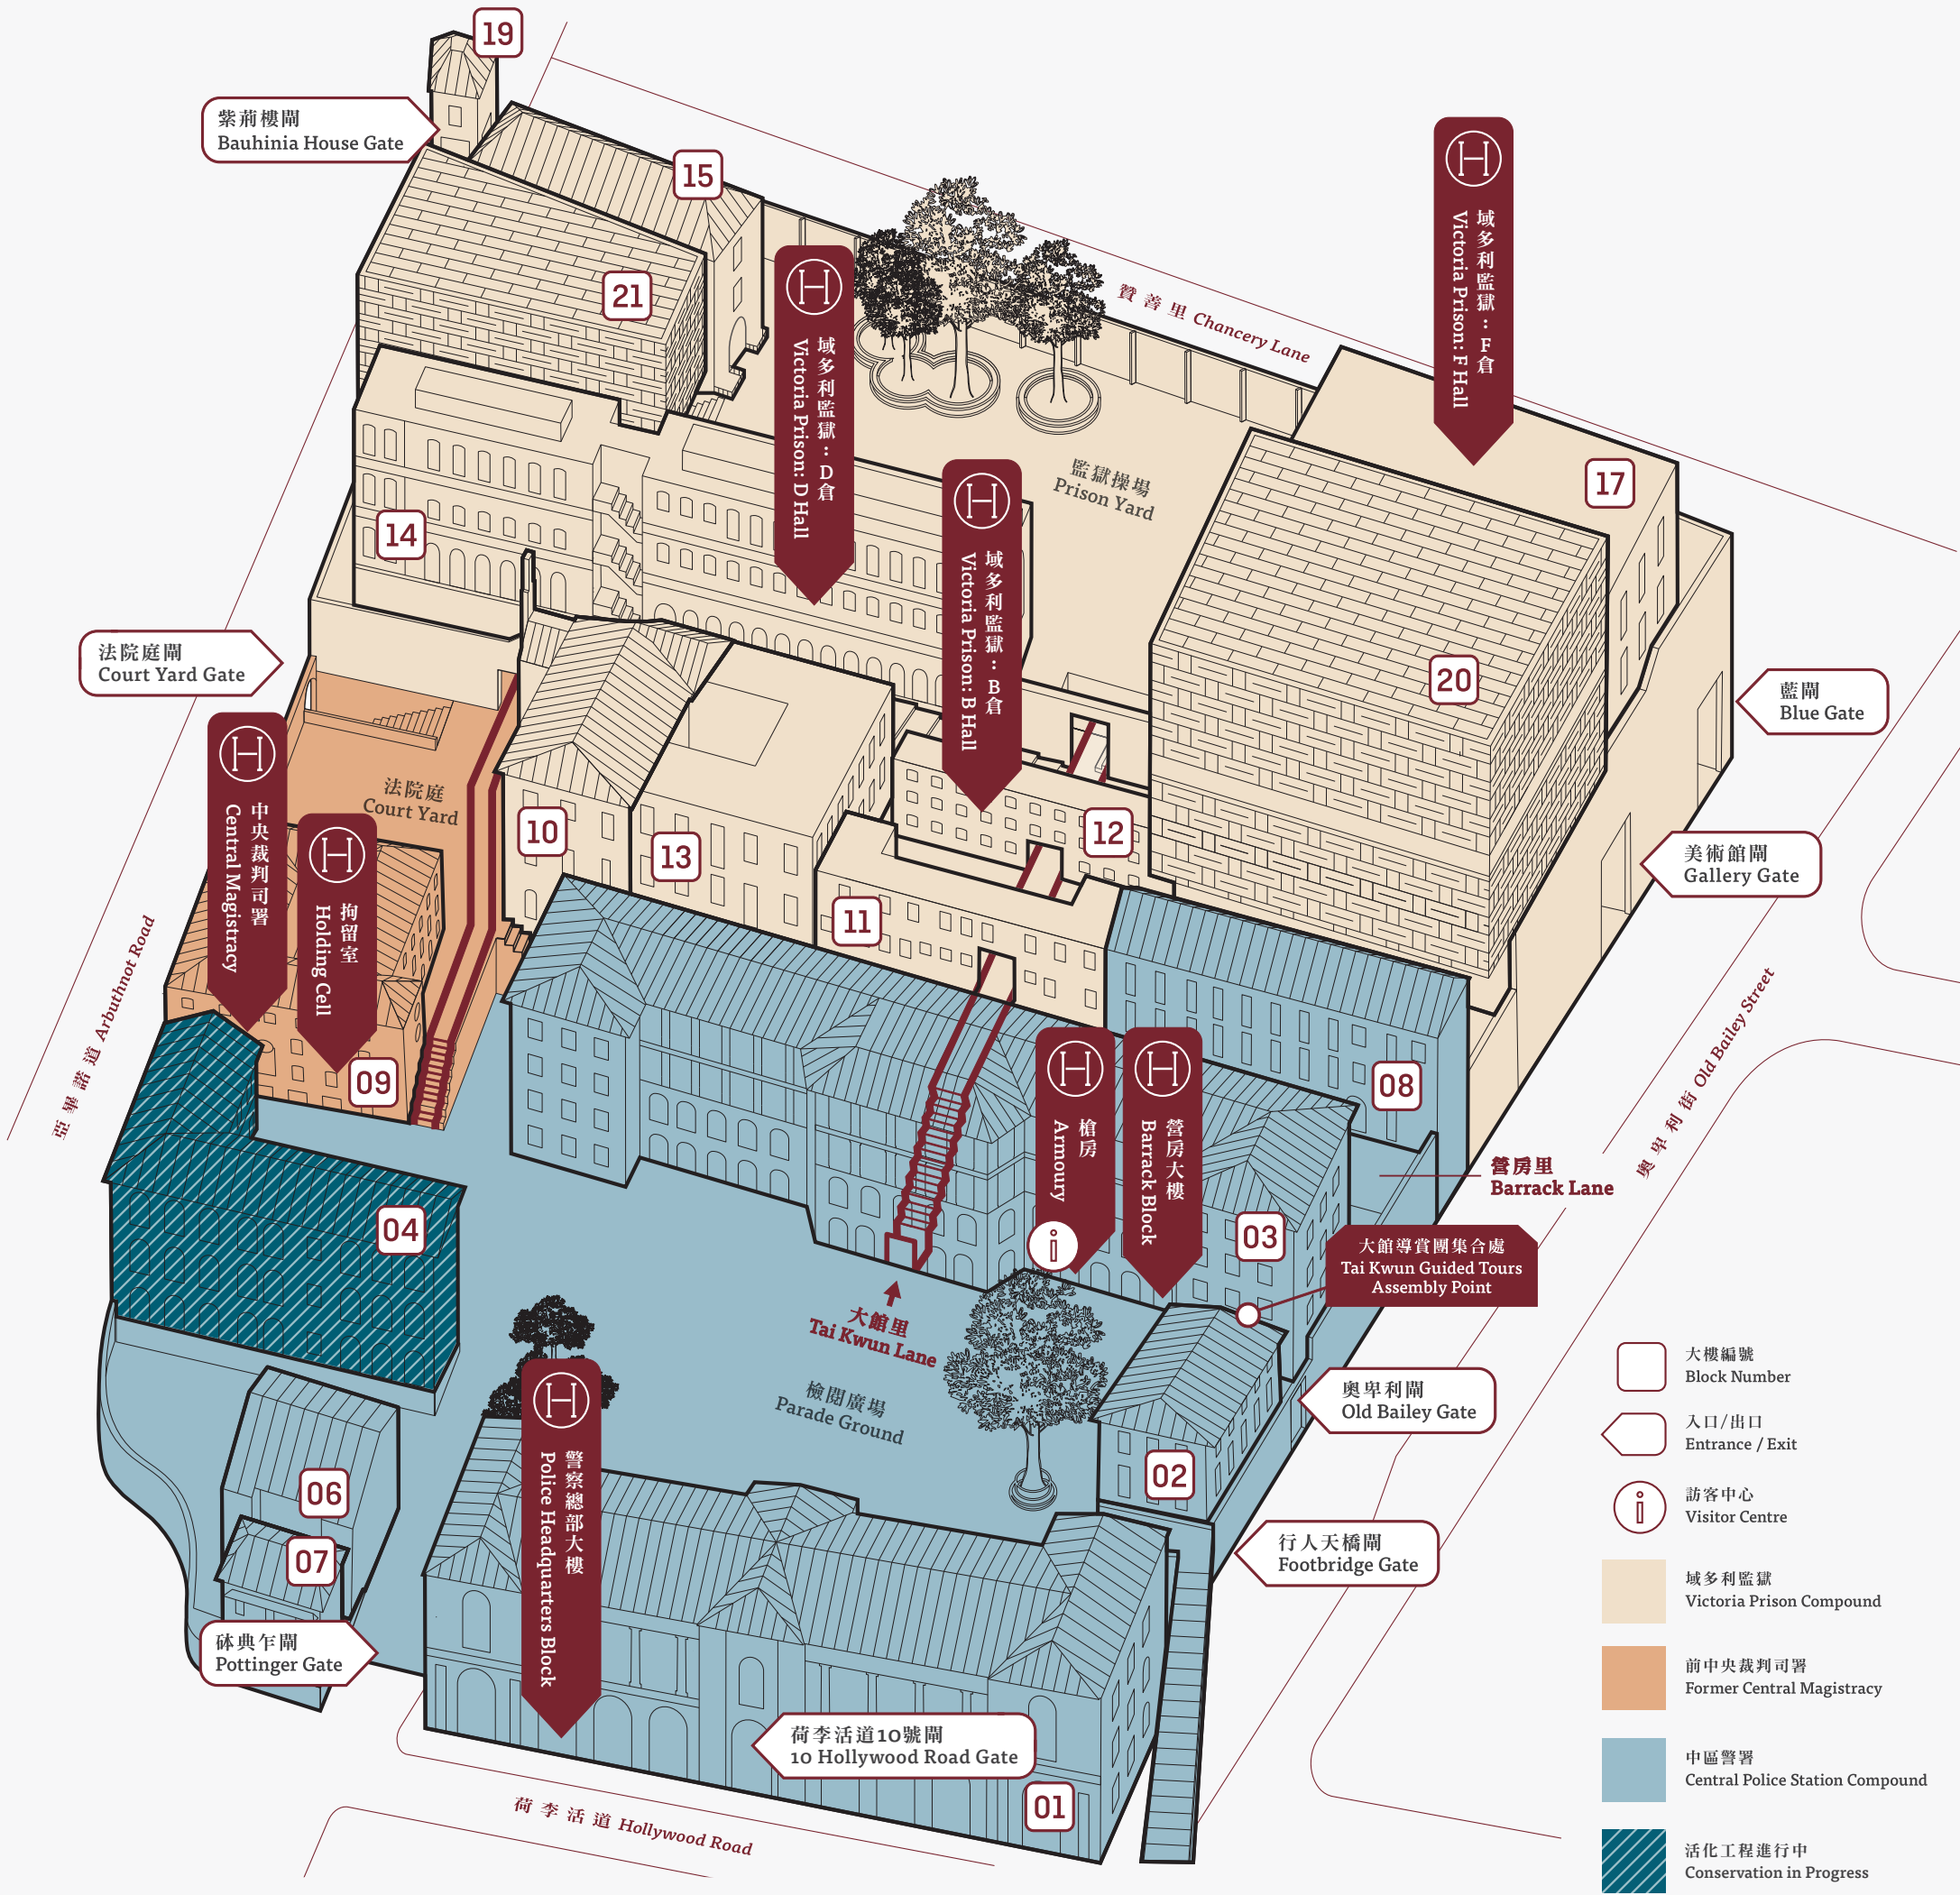 19
紫荊樓閘
Bauhinia House Gate
15
21
域多利監獄：D倉
Victoria Prison: D Hall
域多利監獄：F倉
Victoria Prison: F Hall
贊善里 Chancery Lane
監獄操場
Prison Yard
17
域多利監獄：B倉
Victoria Prison: B Hall
14
法院庭閘
Court Yard Gate
20
藍閘
Blue Gate
中央裁判司署
Central Magistracy
法院庭
Court Yard
拘留室
Holding Cell
10
13
12
11
美術館閘
Gallery Gate
亞畢諾道 Arbuthnot Road
09
08
奧卑利街 Old Bailey Street
槍房
Armoury
營房大樓
Barrack Block
營房里
Barrack Lane
04
i
03
大館導賞團集合處
Tai Kwun Guided Tours
Assembly Point
大館里
Tai Kwun Lane
檢閱廣場
Parade Ground
警察總部大樓
Police Headquarters Block
奧卑利閘
Old Bailey Gate
02
06
07
行人天橋閘
Footbridge Gate
砵典乍閘
Pottinger Gate
荷李活道10號閘
10 Hollywood Road Gate
01
荷李活道 Hollywood Road
大樓編號
Block Number
入口/出口
Entrance / Exit
i
訪客中心
Visitor Centre
域多利監獄
Victoria Prison Compound
前中央裁判司署
Former Central Magistracy
中區警署
Central Police Station Compound
活化工程進行中
Conservation in Progress